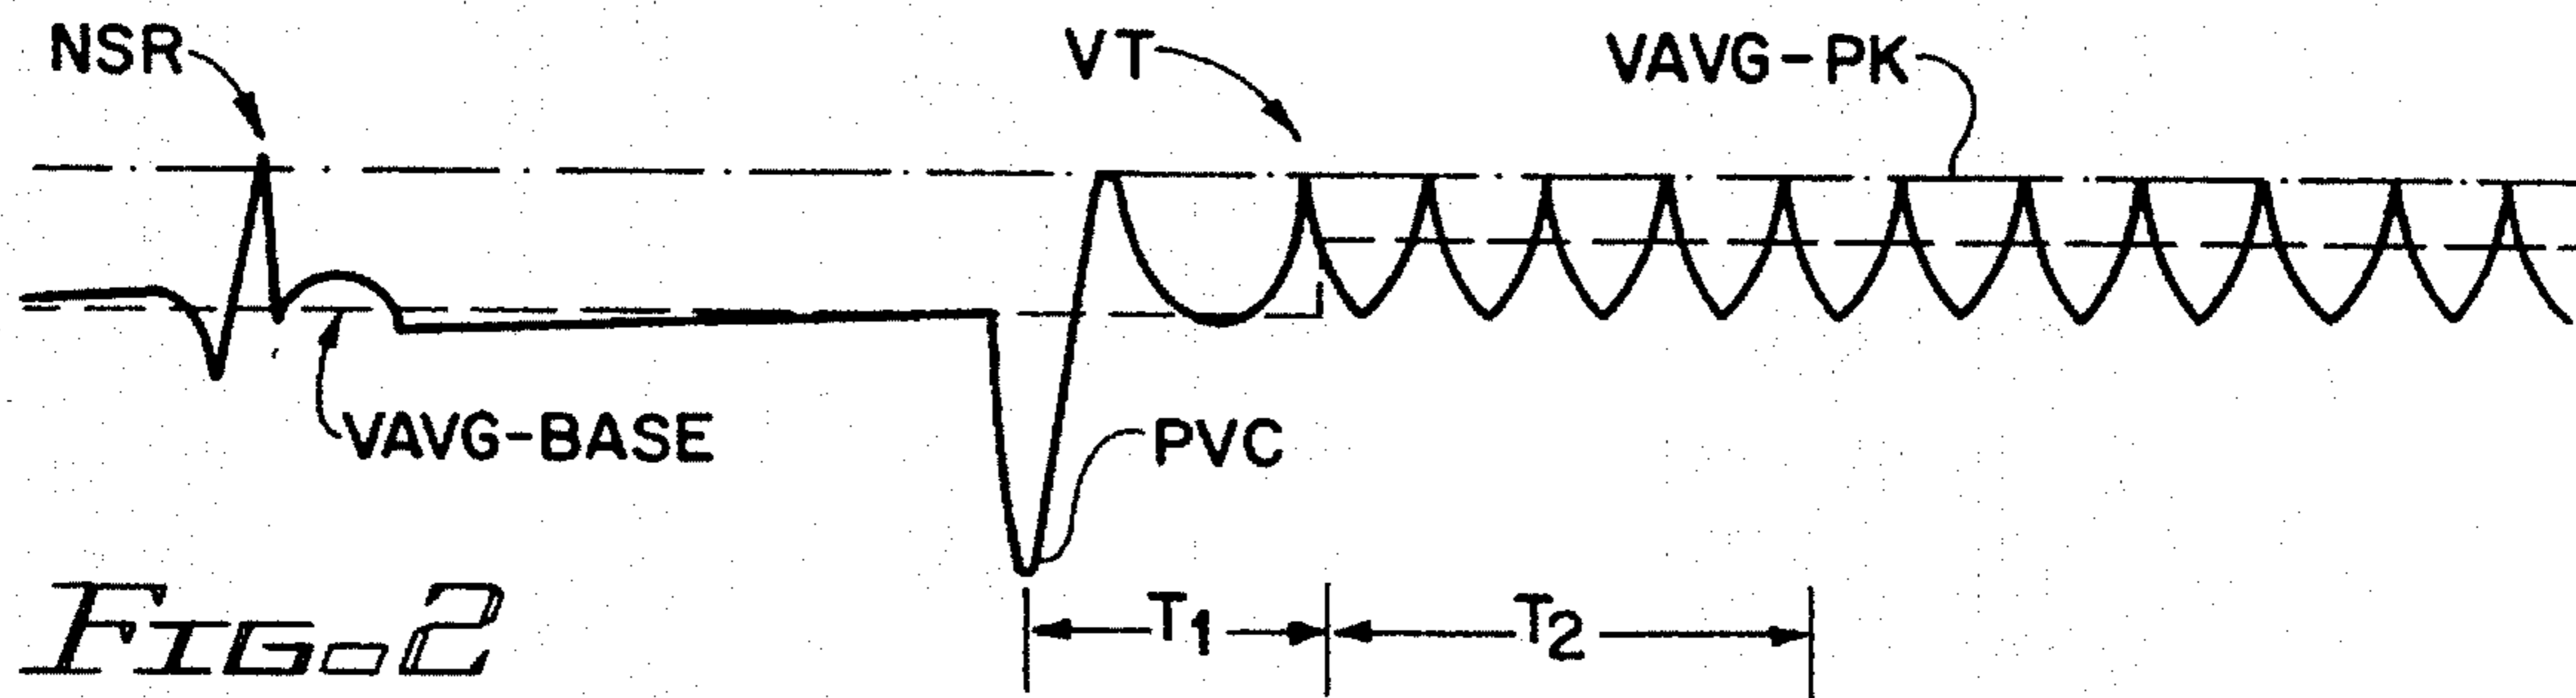 NSR
VT
VAVG-PK
VAVG-BASE
PVC
T1
T2
FIG. 2